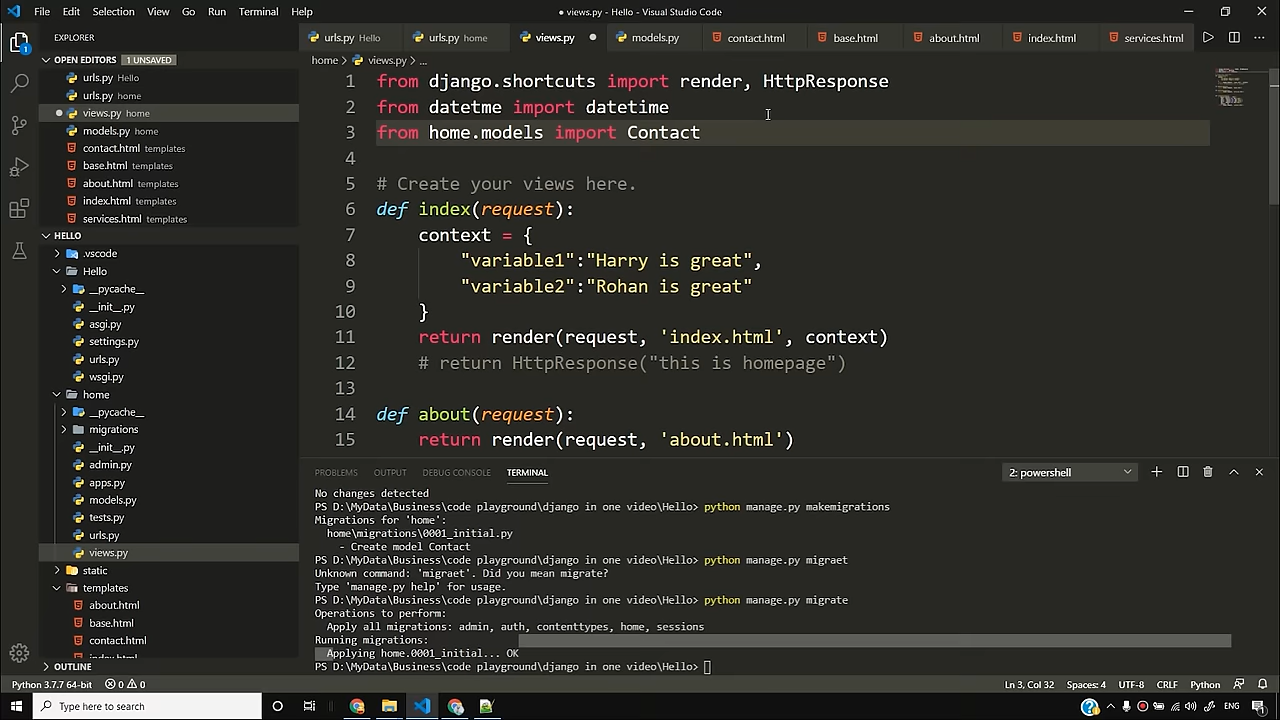 File Edit Selection View Go Run Terminal Help ● views.py - Hello - Visual Studio Code
EXPLORER
urls.py Hello urls.py home views.py ● models.py contact.html base.html about.html index.html services.html
OPEN EDITORS 1 UNSAVED
urls.py Hello
urls.py home
views.py home
models.py home
contact.html templates
base.html templates
about.html templates
index.html templates
services.html templates
HELLO
.vscode
Hello
__pycache__
__init__.py
asgi.py
settings.py
urls.py
wsgi.py
home
__pycache__
migrations
__init__.py
admin.py
apps.py
models.py
tests.py
urls.py
views.py
static
templates
about.html
base.html
contact.html
index.html
OUTLINE
home > views.py > ...
1 from django.shortcuts import render, HttpResponse
2 from datetme import datetime
3 from home.models import Contact
4
5 # Create your views here.
6 def index(request):
7 context = {
8 "variable1":"Harry is great",
9 "variable2":"Rohan is great"
10 }
11 return render(request, 'index.html', context)
12 # return HttpResponse("this is homepage")
13
14 def about(request):
15 return render(request, 'about.html')
PROBLEMS OUTPUT DEBUG CONSOLE TERMINAL 2: powershell
No changes detected
PS D:\MyData\Business\code playground\django in one video\Hello> python manage.py makemigrations
Migrations for 'home':
home\migrations\0001_initial.py
- Create model Contact
PS D:\MyData\Business\code playground\django in one video\Hello> python manage.py migraet
Unknown command: 'migraet'. Did you mean migrate?
Type 'manage.py help' for usage.
PS D:\MyData\Business\code playground\django in one video\Hello> python manage.py migrate
Operations to perform:
Apply all migrations: admin, auth, contenttypes, home, sessions
Running migrations:
Applying home.0001_initial... OK
PS D:\MyData\Business\code playground\django in one video\Hello>
Python 3.7.7 64-bit 0 0 Ln 3, Col 32 Spaces: 4 UTF-8 CRLF Python
Type here to search ENG